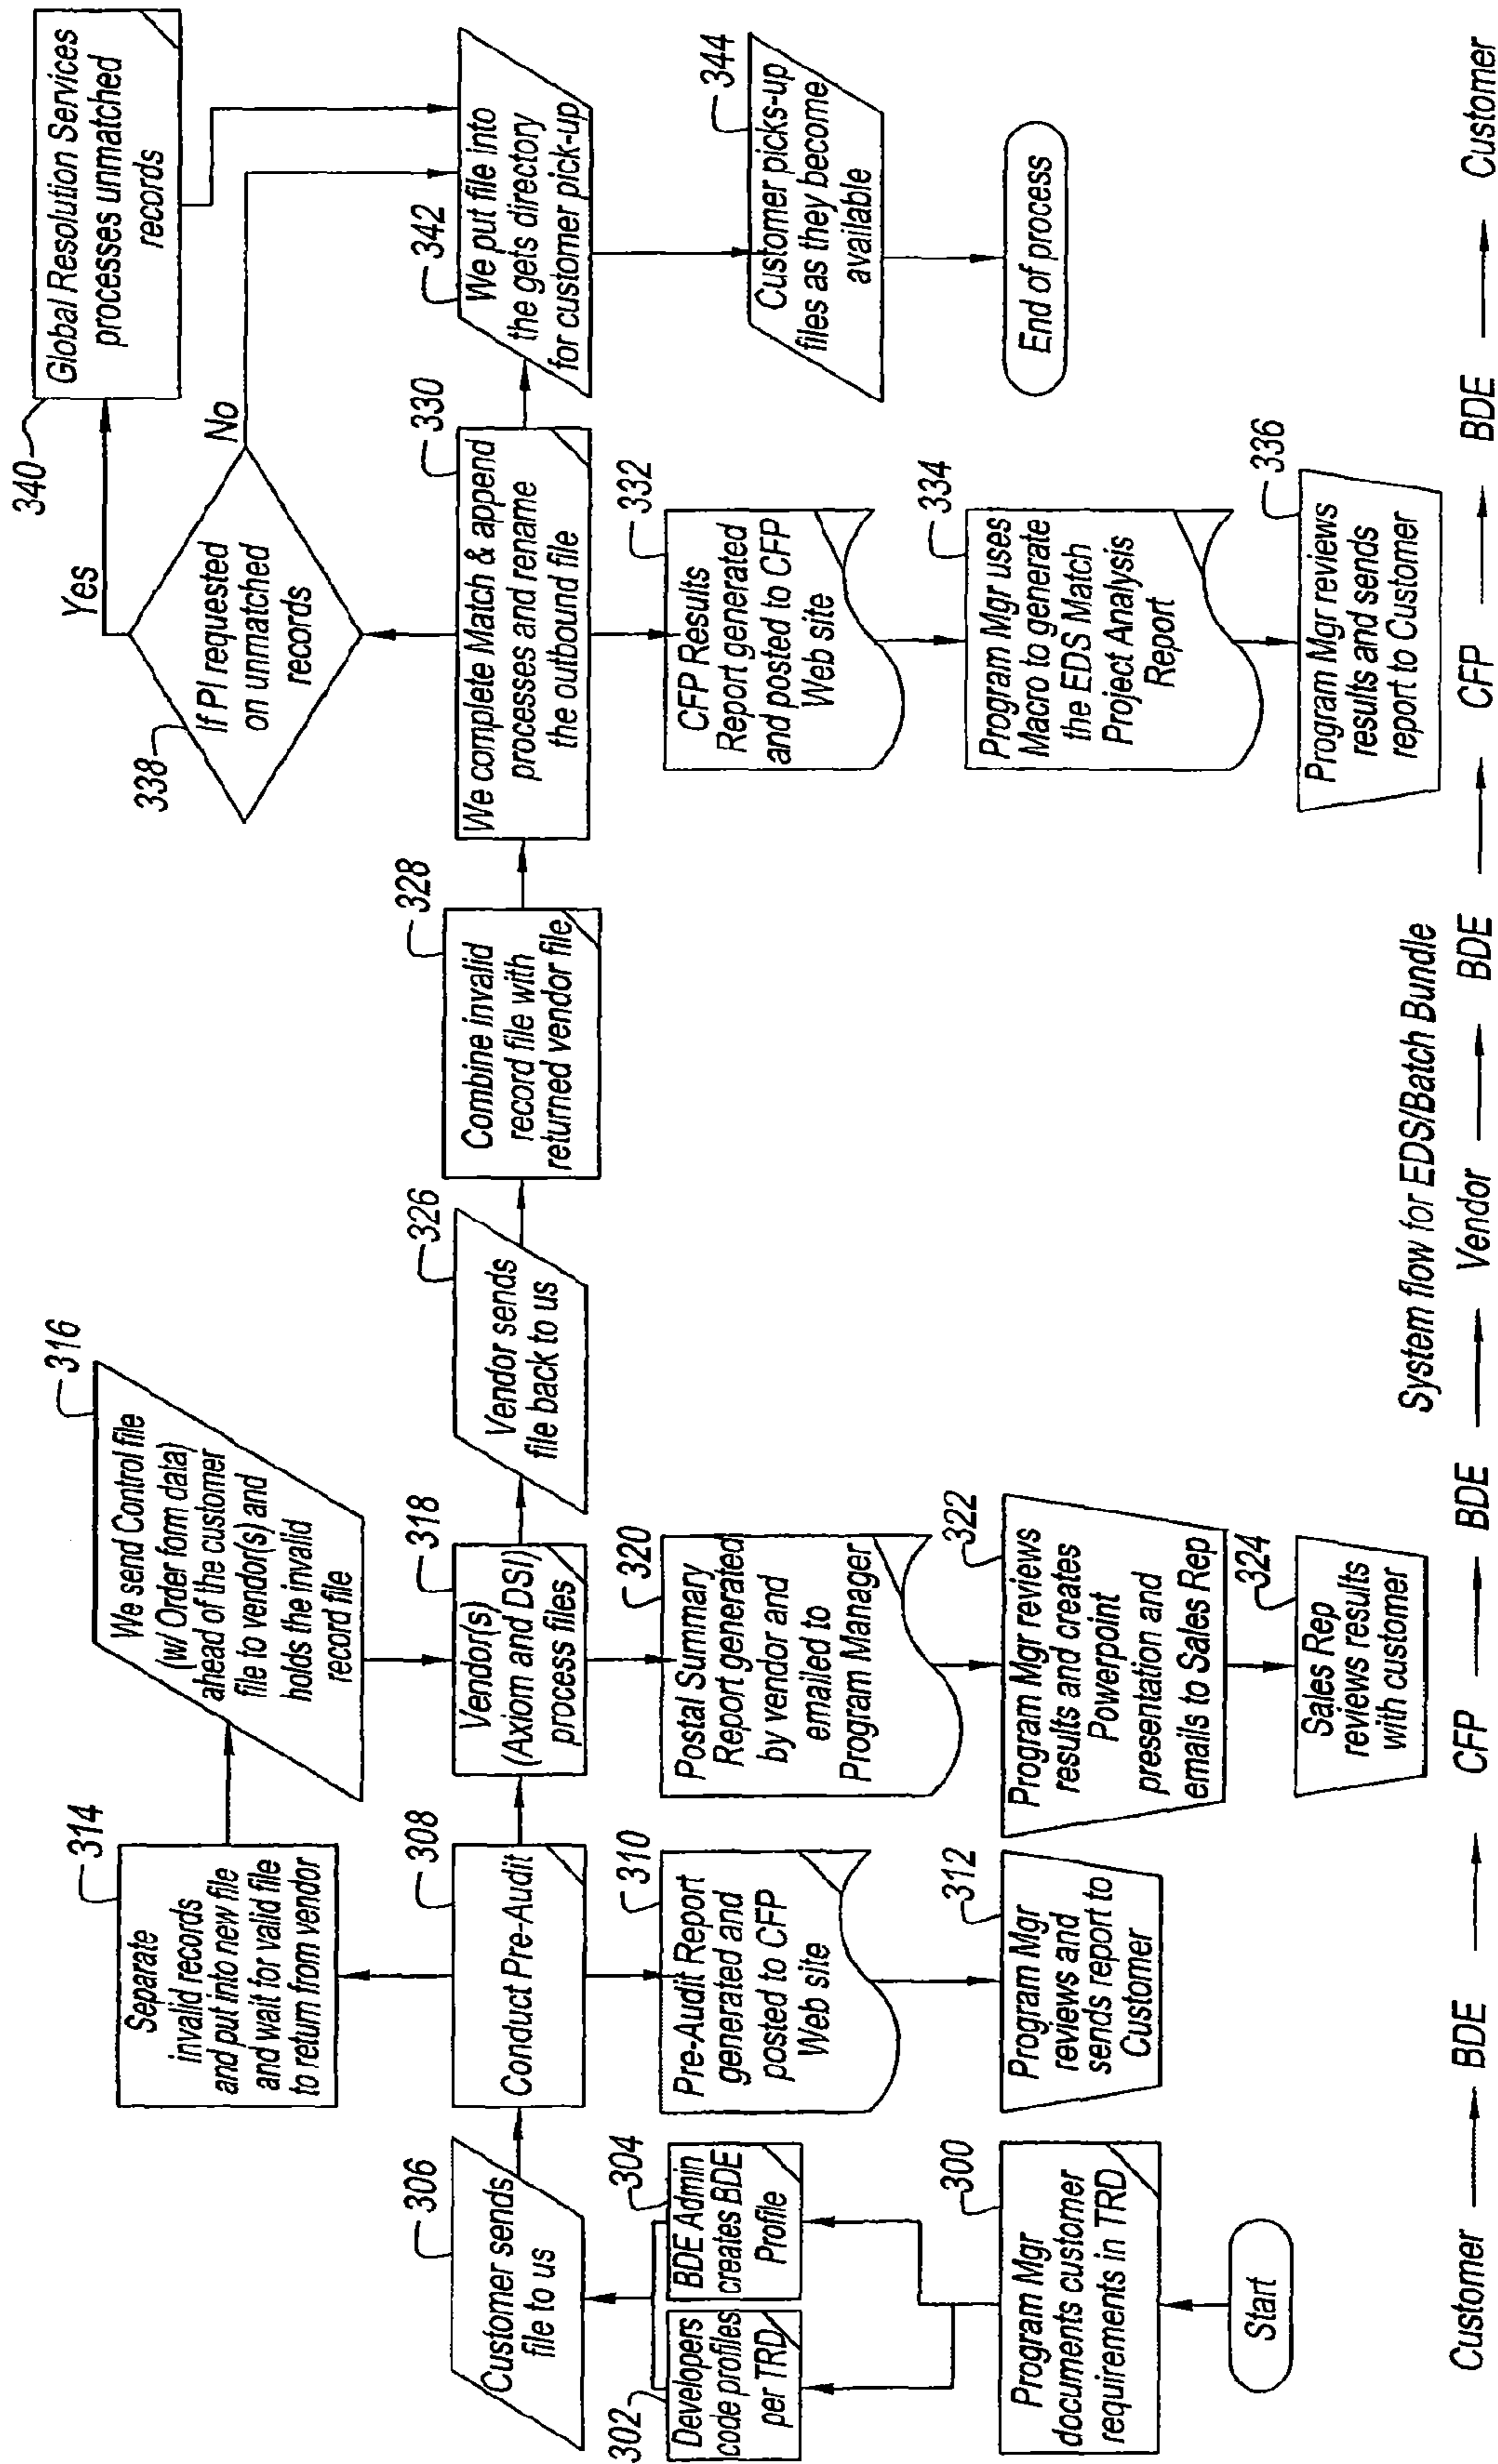 Start
300
Program Mgr
documents customer
requirements in TRD
302
Developers
code profiles
per TRD
304
BDE Admin
creates BDE
Profile
306
Customer sends
file to us
308
Conduct Pre-Audit
310
Pre-Audit Report
generated and
posted to CFP
Web site
312
Program Mgr
reviews and
sends report to
Customer
314
Separate
invalid records
and put into new file
and wait for valid file
to return from vendor
316
We send Control file
(w/ Order form data)
ahead of the customer
file to vendor(s) and
holds the invalid
record file
318
Vendor(s)
(Axiom and DSI)
process files
320
Postal Summary
Report generated
by vendor and
emailed to
Program Manager
322
Program Mgr reviews
results and creates
Powerpoint
presentation and
emails to Sales Rep
324
Sales Rep
reviews results
with customer
326
Vendor sends
file back to us
328
Combine invalid
record file with
returned vendor file
330
We complete Match & append
processes and rename
the outbound file
332
CFP Results
Report generated
and posted to CFP
Web site
334
Program Mgr uses
Macro to generate
the EDS Match
Project Analysis
Report
336
Program Mgr reviews
results and sends
report to Customer
338
If PI requested
on unmatched
records
Yes
No
340
Global Resolution Services
processes unmatched
records
342
We put file into
the gets directory
for customer pick-up
344
Customer picks-up
files as they become
available
End of process
System flow for EDS/Batch Bundle
Customer BDE CFP BDE Vendor BDE CFP BDE Customer